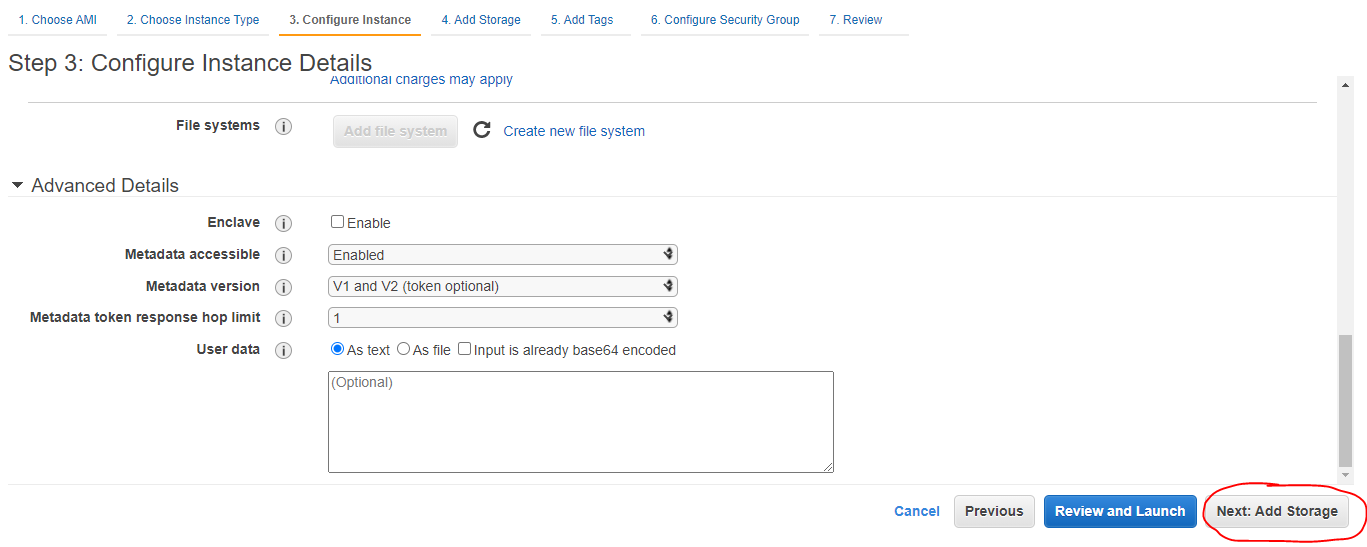 1. Choose AMI 2. Choose Instance Type 3. Configure Instance 4. Add Storage 5. Add Tags 6. Configure Security Group 7. Review
Step 3: Configure Instance Details
Additional charges may apply
File systems i Add file system Create new file system
Advanced Details
Enclave i Enable
Metadata accessible i Enabled
Metadata version i V1 and V2 (token optional)
Metadata token response hop limit i 1
User data i As text As file Input is already base64 encoded
(Optional)
Cancel Previous Review and Launch Next: Add Storage